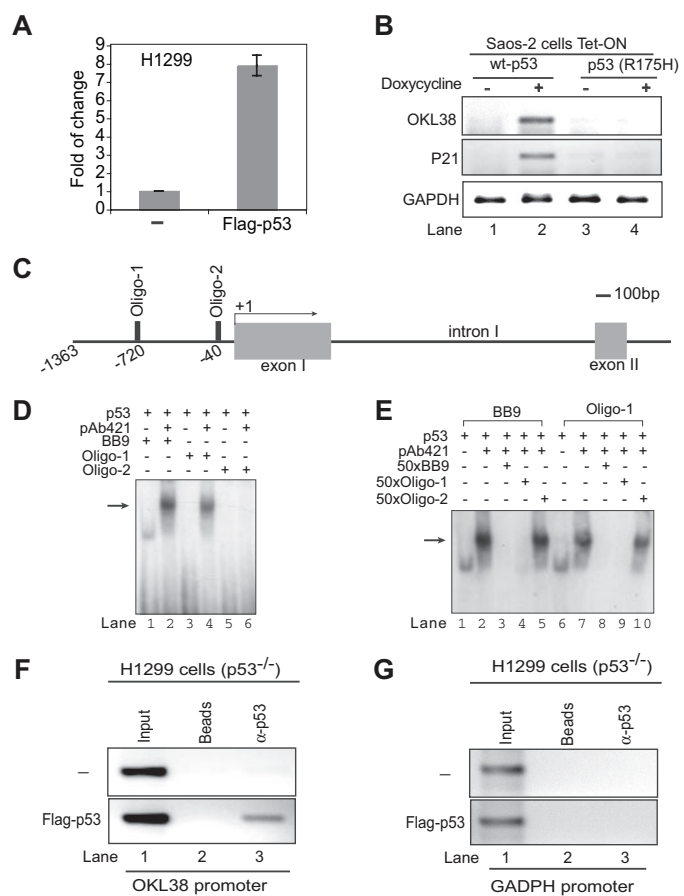 A
H1299
Fold of change
9
8
7
6
5
4
3
2
1
0
–
Flag-p53
B
Saos-2 cells Tet-ON
wt-p53 p53 (R175H)
Doxycycline - + - +
OKL38
P21
GAPDH
Lane 1 2 3 4
C
Oligo-1
Oligo-2
+1
100bp
intron I
-1363
-720
-40
exon I
exon II
D
p53 + + + + + +
pAb421 - + - + - +
BB9 + + - - - -
Oligo-1 - - + + - -
Oligo-2 - - - - + +
Lane 1 2 3 4 5 6
E
BB9 Oligo-1
p53 + + + + + + + + + +
pAb421 - + + + + - + + + +
50xBB9 - - + - - - - + - -
50xOligo-1 - - - + - - - - + -
50xOligo-2 - - - - + - - - - +
Lane 1 2 3 4 5 6 7 8 9 10
F
H1299 cells (p53-/-)
Input
Beads
α-p53
–
Flag-p53
Lane 1 2 3
OKL38 promoter
G
H1299 cells (p53-/-)
Input
Beads
α-p53
–
Flag-p53
Lane 1 2 3
GADPH promoter